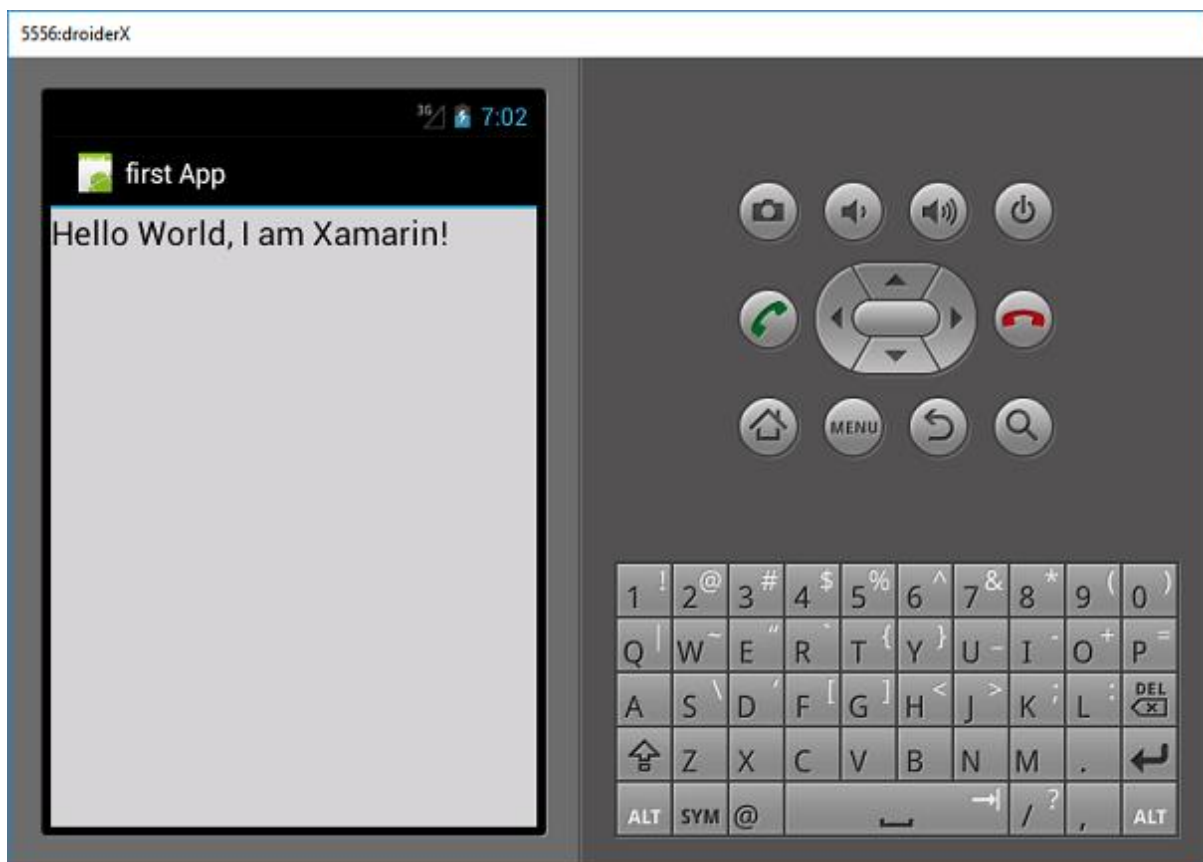 5556:droiderX
3G 7:02
first App
Hello World, I am Xamarin!
MENU
1 ! 2 @ 3 # 4 $ 5 % 6 ^ 7 & 8 * 9 ( 0 )
Q | W ~ E " R ` T { Y } U _ I - O + P =
A S \ D ' F [ G ] H < J > K ; L : DEL
Z X C V B N M .
ALT SYM @ / ? , ALT